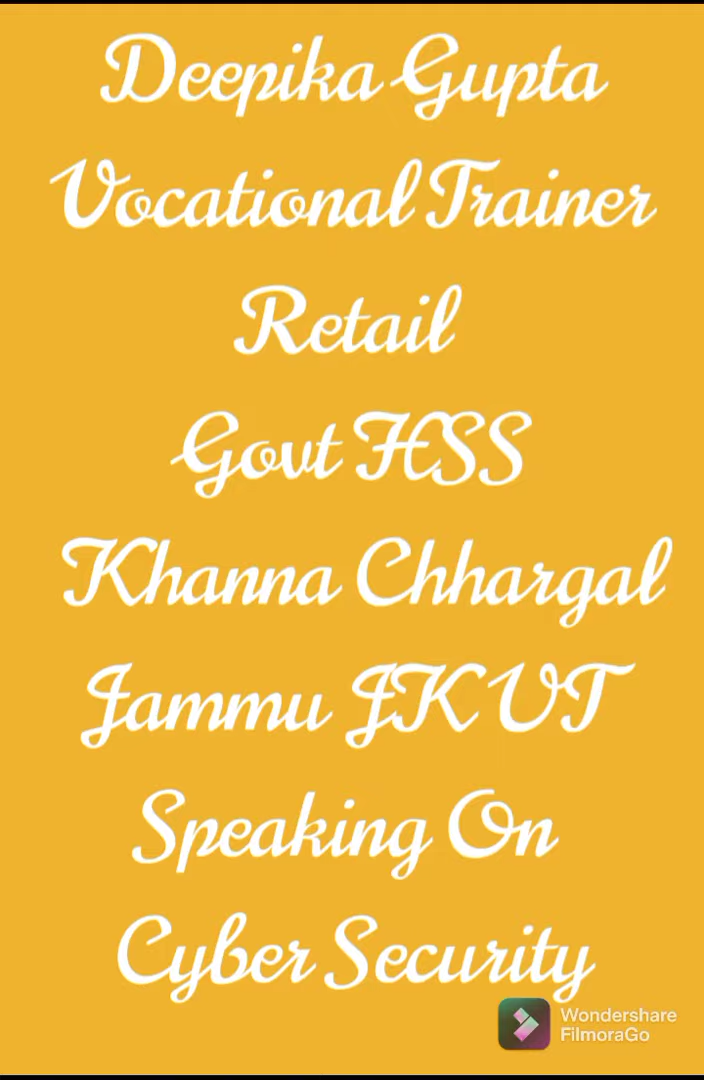 Deepika Gupta
Vocational Trainer
Retail
Govt HSS
Khanna Chhargal
Jammu JK UT
Speaking On
Cyber Security
Wondershare
FilmoraGo